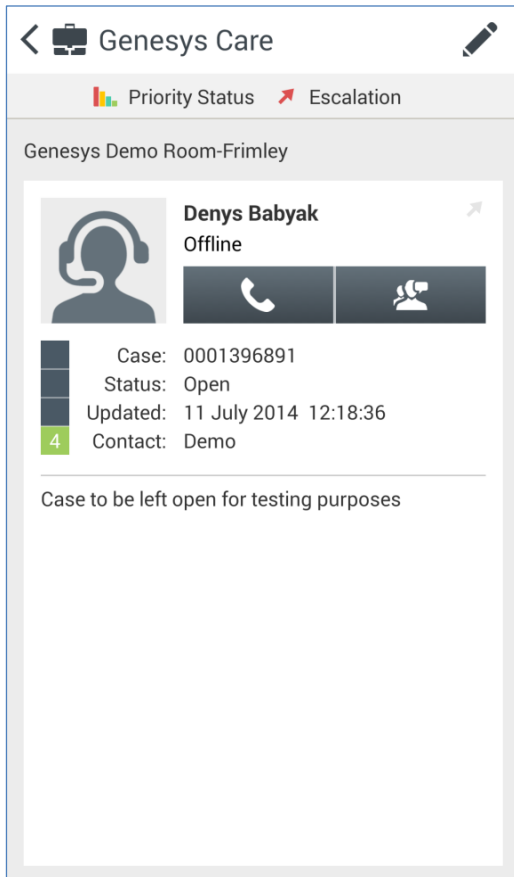 Genesys Care
Priority Status Escalation
Genesys Demo Room-Frimley
Denys Babyak
Offline
Case: 0001396891
Status: Open
Updated: 11 July 2014 12:18:36
4 Contact: Demo
Case to be left open for testing purposes